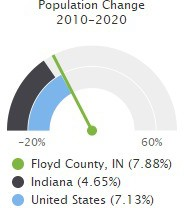 Population Change
2010-2020
-20%
60%
Floyd County, IN (7.88%)
Indiana (4.65%)
United States (7.13%)